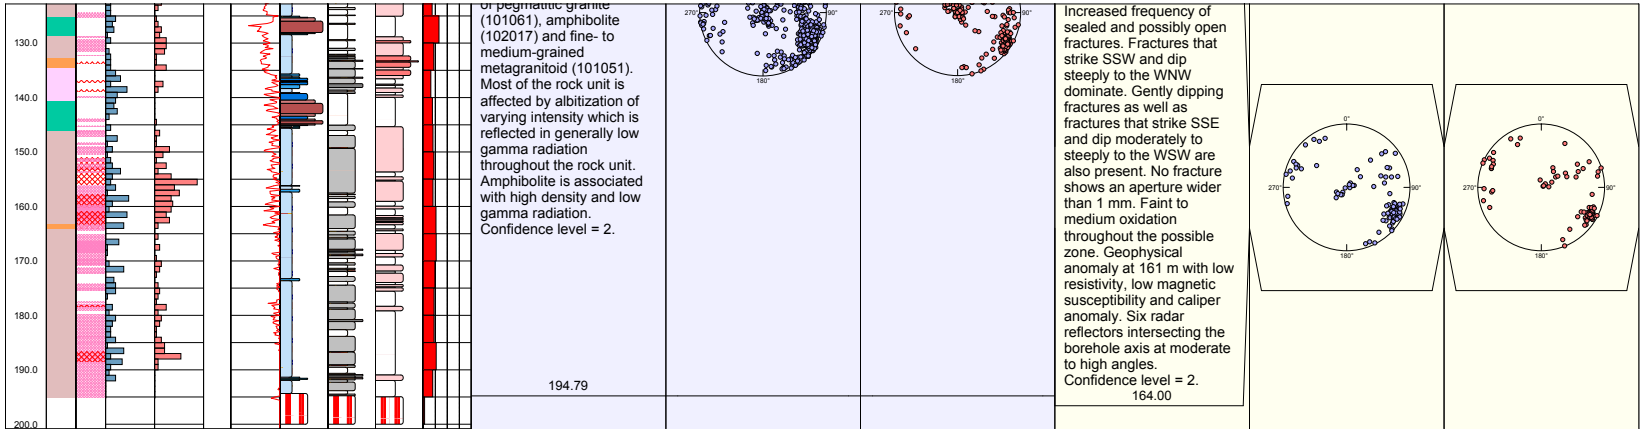 130.0
140.0
150.0
160.0
170.0
180.0
190.0
200.0
of pegmatitic granite
(101061), amphibolite
(102017) and fine- to
medium-grained
metagranitoid (101051).
Most of the rock unit is
affected by albitization of
varying intensity which is
reflected in generally low
gamma radiation
throughout the rock unit.
Amphibolite is associated
with high density and low
gamma radiation.
Confidence level = 2.
194.79
270°
90°
180°
270°
90°
180°
Increased frequency of
sealed and possibly open
fractures. Fractures that
strike SSW and dip
steeply to the WNW
dominate. Gently dipping
fractures as well as
fractures that strike SSE
and dip moderately to
steeply to the WSW are
also present. No fracture
shows an aperture wider
than 1 mm. Faint to
medium oxidation
throughout the possible
zone. Geophysical
anomaly at 161 m with low
resistivity, low magnetic
susceptibility and caliper
anomaly. Six radar
reflectors intersecting the
borehole axis at moderate
to high angles.
Confidence level = 2.
164.00
0°
270°
90°
180°
0°
270°
90°
180°